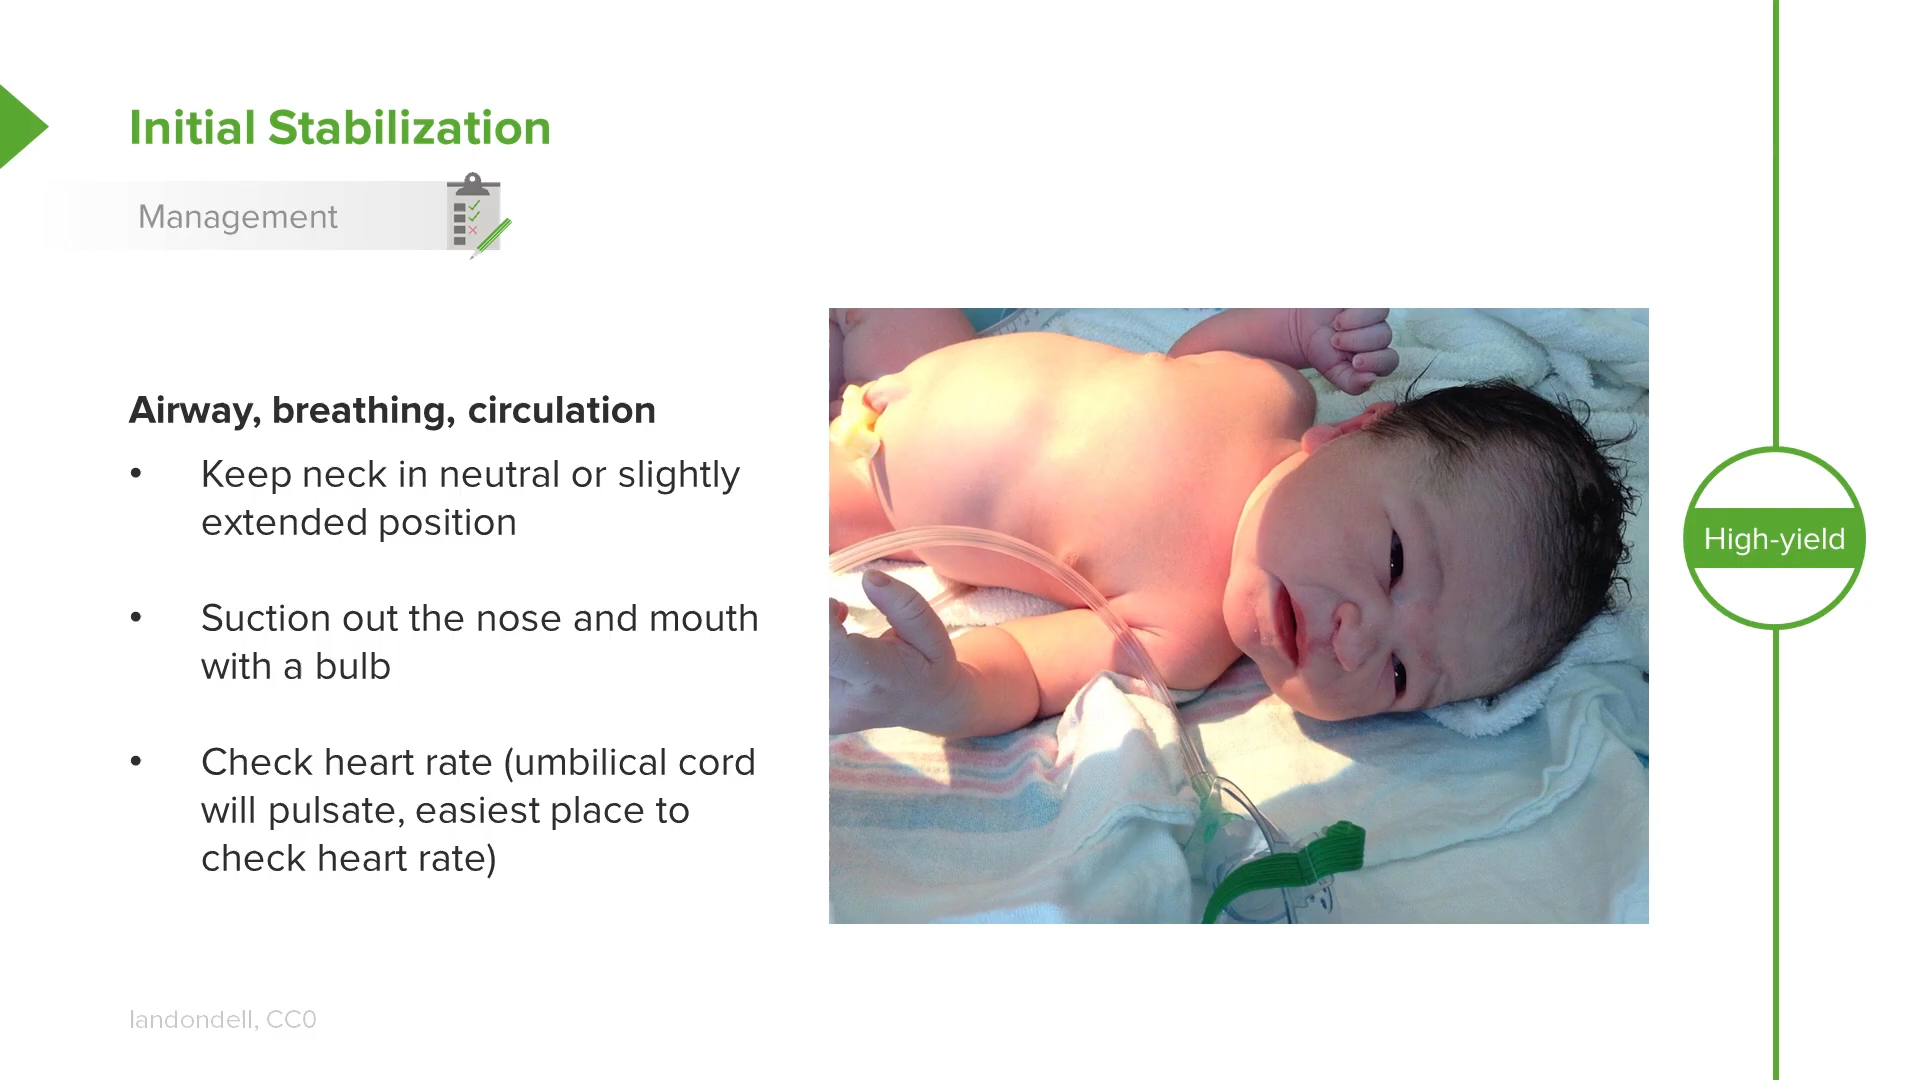 Initial Stabilization
Management
Airway, breathing, circulation
• Keep neck in neutral or slightly
extended position
• Suction out the nose and mouth
with a bulb
• Check heart rate (umbilical cord
will pulsate, easiest place to
check heart rate)
High-yield
landondell, CC0